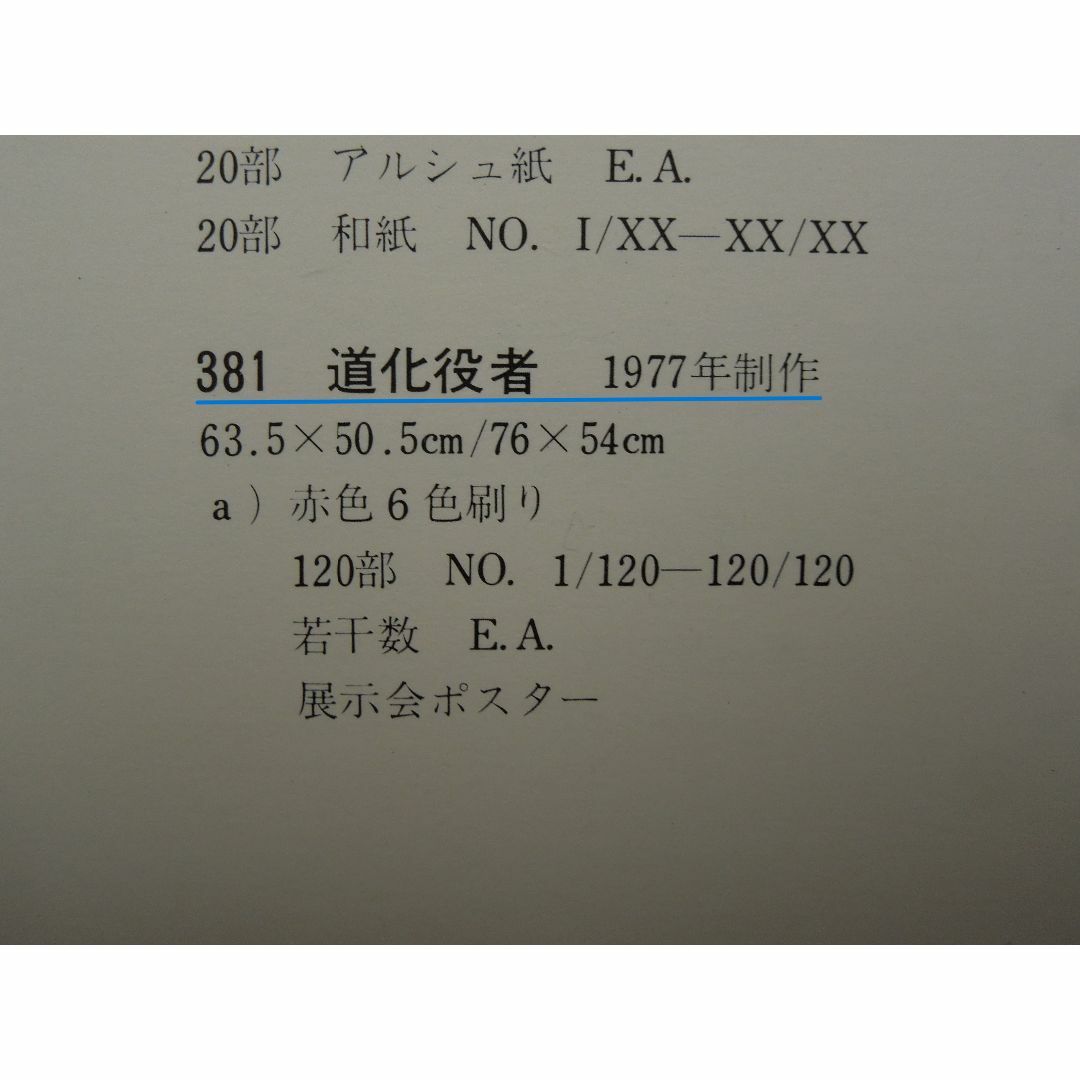 20部 アルシュ紙 E.A.
20部 和紙 NO. I/XX—XX/XX
381 道化役者 1977年制作
63.5×50.5cm/76×54cm
a）赤色6色刷り
120部 NO. 1/120—120/120
若干数 E.A.
展示会ポスター